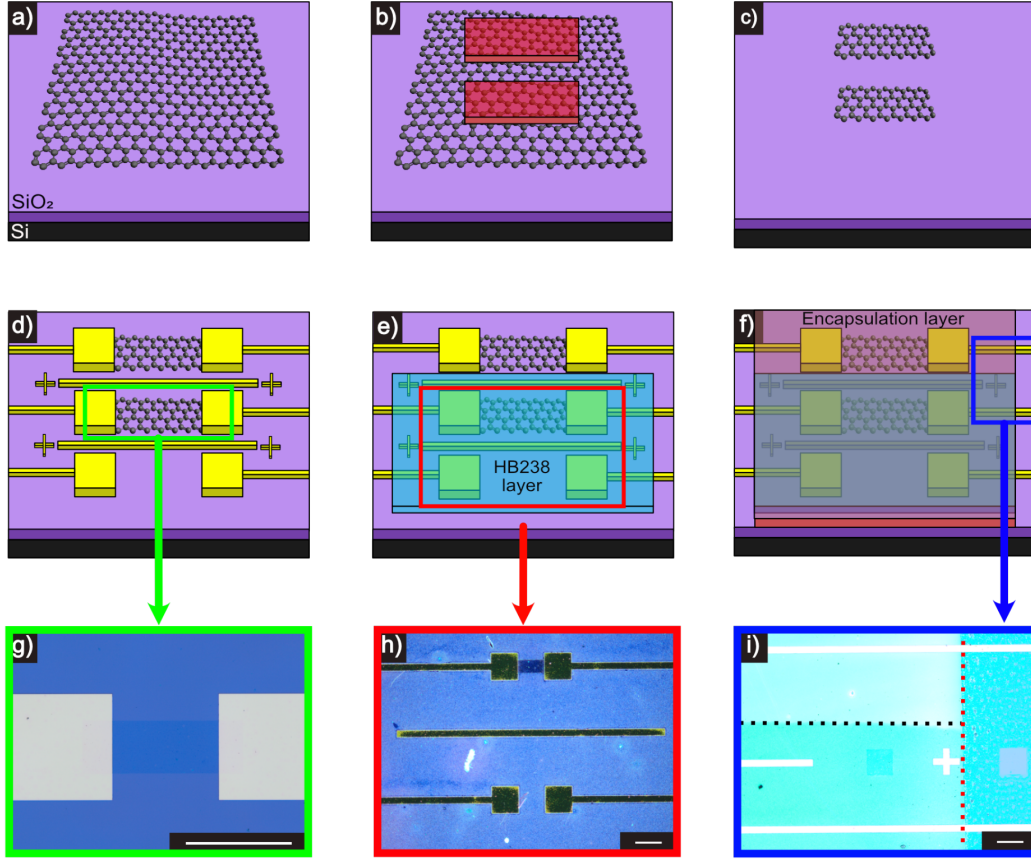 a)
b)
c)
SiO₂
Si
d)
e)
f)
Encapsulation layer
HB238
layer
g)
h)
i)